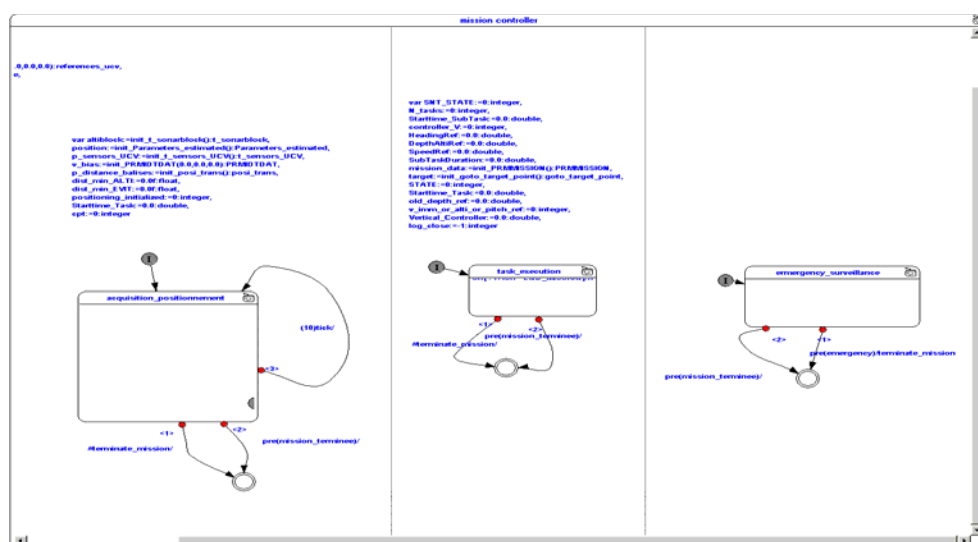 mission controller
.0,0.0,0.0):references_ucv,
e,
var altiblock:=init_t_sonarblock():t_sonarblock,
position:=init_Parameters_estimated():Parameters_estimated,
p_sensors_UCV:=init_t_sensors_UCV():t_sensors_UCV,
v_bias:=init_PRMIDTDAT(0.0,0.0,0.0):PRMIDTDAT,
p_distance_balises:=init_posi_trans():posi_trans,
dist_min_ALTI:=0.0f:float,
dist_min_EVIT:=0.0f:float,
positioning_initialized:=0:integer,
Starttime_Task:=0.0:double,
cpt:=0:integer
I
acquisition_positionnement
(10)tick/
<3>
<1>
<2>
#terminate_mission/
pre(mission_terminee)/
var SNT_STATE:=0:integer,
N_tasks:=0:integer,
Starttime_SubTask:=0.0:double,
controller_V:=0:integer,
HeadingRef:=0.0:double,
DepthAltiRef:=0.0:double,
SpeedRef:=0.0:double,
SubTaskDuration:=0.0:double,
mission_data:=init_PRMMISSION():PRMMISSION,
target:=init_goto_target_point():goto_target_point,
STATE:=0:integer,
Starttime_Task:=0.0:double,
old_depth_ref:=0.0:double,
v_imm_or_alti_or_pitch_ref:=0:integer,
Vertical_Controller:=0.0:double,
log_close:=-1:integer
I
task_execution
<1>
<2>
pre(mission_terminee)/
#terminate_mission/
I
emergency_surveillance
<2>
<1>
pre(emergency)/terminate_mission
pre(mission_terminee)/